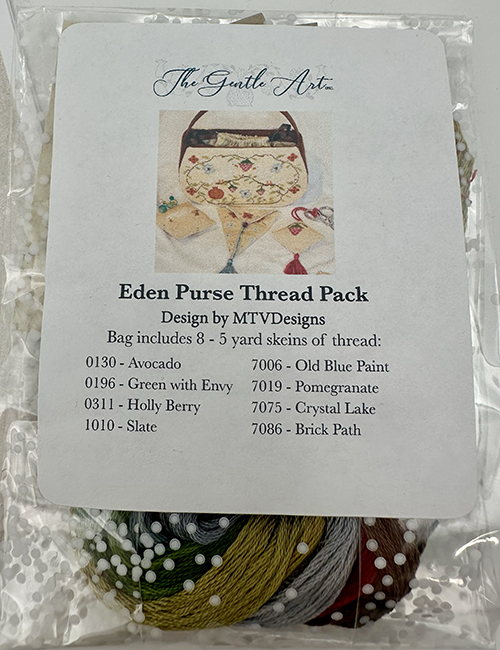 The Gentle Art INC.
Eden Purse Thread Pack
Design by MTVDesigns
Bag includes 8 - 5 yard skeins of thread:
0130 - Avocado
0196 - Green with Envy
0311 - Holly Berry
1010 - Slate
7006 - Old Blue Paint
7019 - Pomegranate
7075 - Crystal Lake
7086 - Brick Path